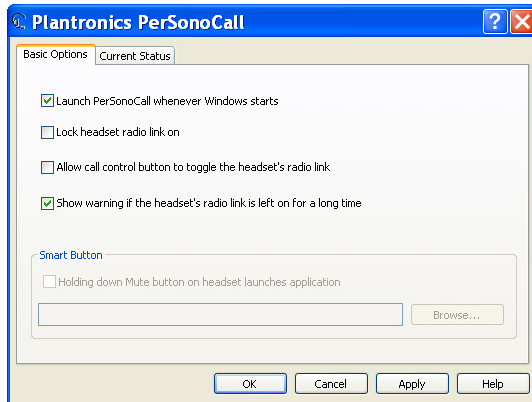 Plantronics PerSonoCall
Basic Options
Current Status
Launch PerSonoCall whenever Windows starts
Lock headset radio link on
Allow call control button to toggle the headset's radio link
Show warning if the headset's radio link is left on for a long time
Smart Button
Holding down Mute button on headset launches application
Browse...
OK
Cancel
Apply
Help